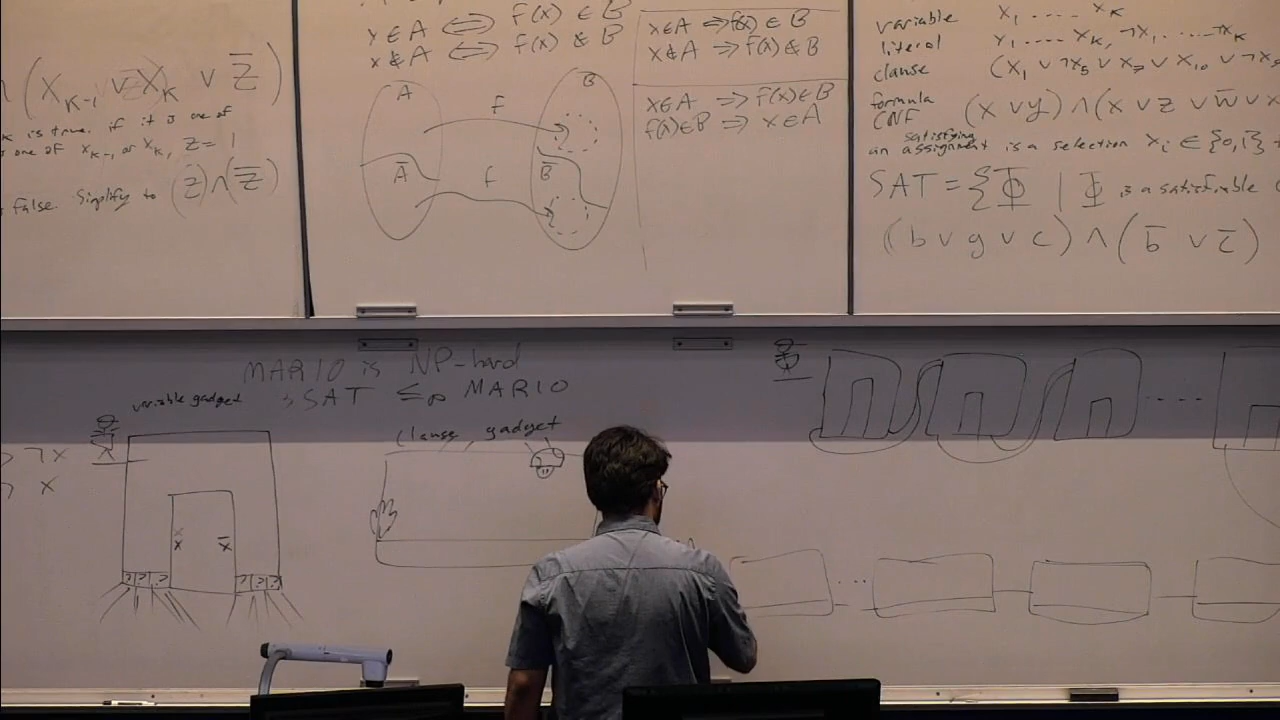 ∧ (x_{k-1} ∨ x_k ∨ z̄)
is true. if it is one of
one of x_{k-1} or x_k, z = 1
False. Simplify to (z) ∧ (z̄)
x ∈ A ⟺ f(x) ∈ B
x ∉ A ⟺ f(x) ∉ B
A
B
f
Ā
B̄
f
x ∈ A ⇒ f(x) ∈ B
x ∉ A ⇒ f(x) ∉ B
x ∈ A ⇒ f(x) ∈ B
f(x) ∈ B ⇒ x ∈ A
variable x_1 .... x_k
literal x_1 .... x_k, ¬x_1 .... ¬x_k
clause (x_1 ∨ ¬x_5 ∨ x_7 ∨ x_10 ∨ ¬x
formula
CNF (x ∨ y) ∧ (x ∨ z ∨ w̄ ∨ x
satisfying
an assignment is a selection x_i ∈ {0,1}
SAT = {Φ | Φ is a satisfiable
(b ∨ g ∨ c) ∧ (b̄ ∨ c̄)
MARIO is NP-hard
SAT ≤p MARIO
variable gadget
¬x
x
x
x̄
? ? ?
? ? ?
clause gadget
Φ
. . . .
. . .